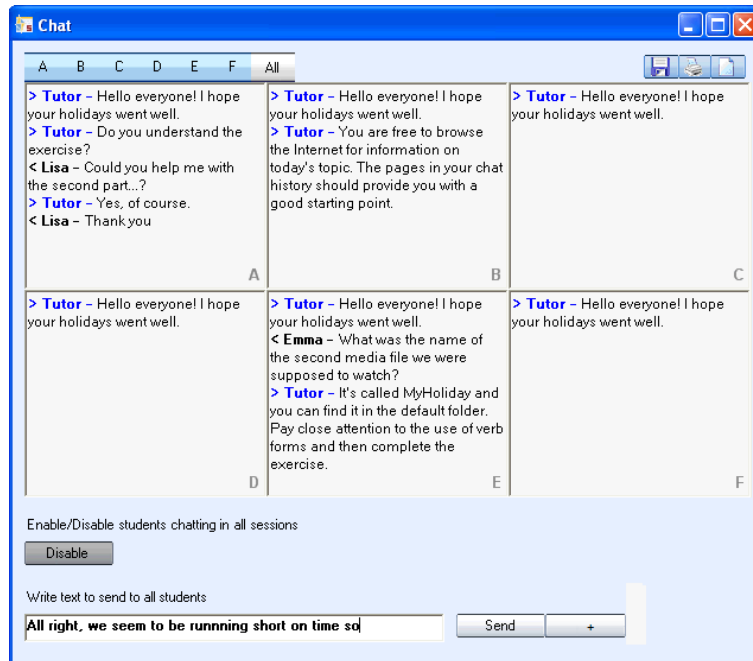 Chat
A B C D E F All
> Tutor – Hello everyone! I hope
your holidays went well.
> Tutor – Do you understand the
exercise?
< Lisa – Could you help me with
the second part...?
> Tutor – Yes, of course.
< Lisa – Thank you
A
> Tutor – Hello everyone! I hope
your holidays went well.
> Tutor – You are free to browse
the Internet for information on
today's topic. The pages in your chat
history should provide you with a
good starting point.
B
> Tutor – Hello everyone! I hope
your holidays went well.
C
> Tutor – Hello everyone! I hope
your holidays went well.
D
> Tutor – Hello everyone! I hope
your holidays went well.
< Emma – What was the name of
the second media file we were
supposed to watch?
> Tutor – It's called MyHoliday and
you can find it in the default folder.
Pay close attention to the use of verb
forms and then complete the
exercise.
E
> Tutor – Hello everyone! I hope
your holidays went well.
F
Enable/Disable students chatting in all sessions
Disable
Write text to send to all students
All right, we seem to be runnning short on time so
Send +